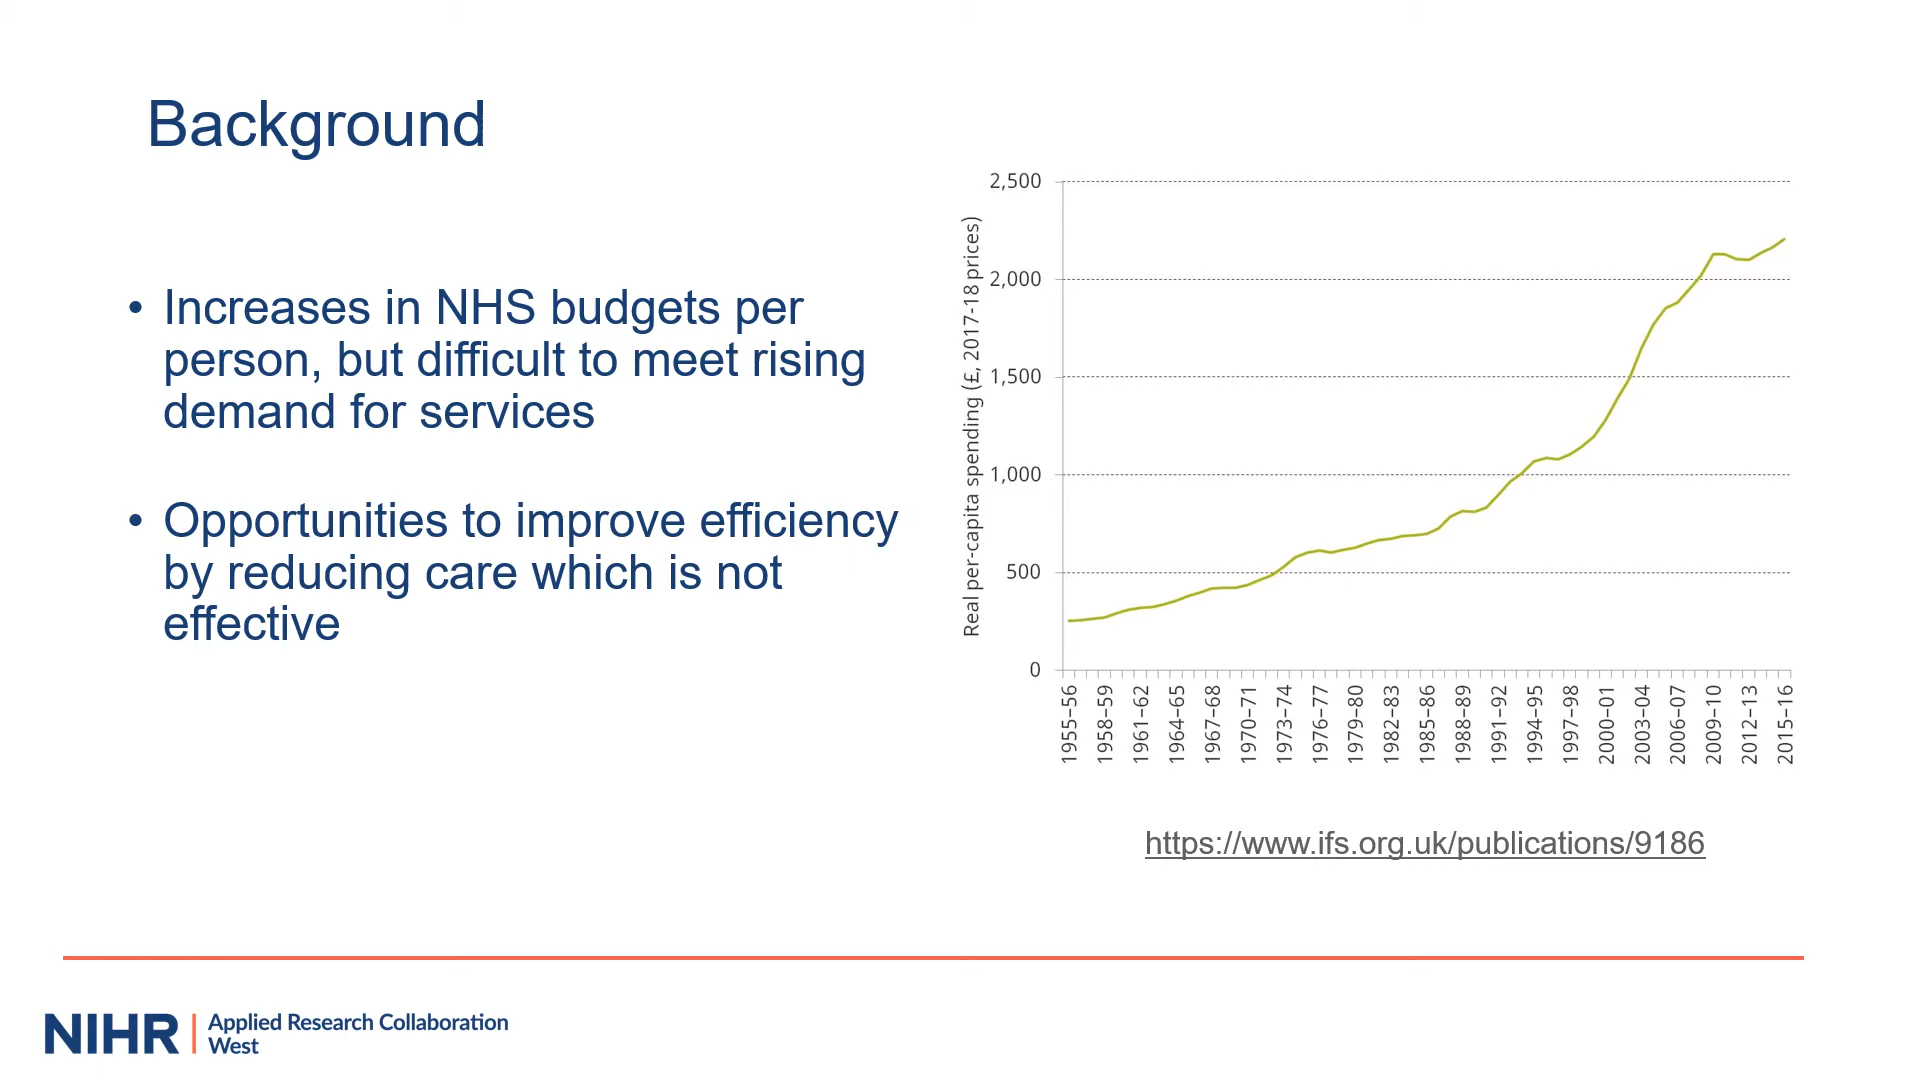 Background
• Increases in NHS budgets per
person, but difficult to meet rising
demand for services
• Opportunities to improve efficiency
by reducing care which is not
effective
Real per-capita spending (£, 2017-18 prices)
2,500
2,000
1,500
1,000
500
0
1955–56
1958–59
1961–62
1964–65
1967–68
1970–71
1973–74
1976–77
1979–80
1982–83
1985–86
1988–89
1991–92
1994–95
1997–98
2000–01
2003–04
2006–07
2009–10
2012–13
2015–16
https://www.ifs.org.uk/publications/9186
NIHR | Applied Research Collaboration
West